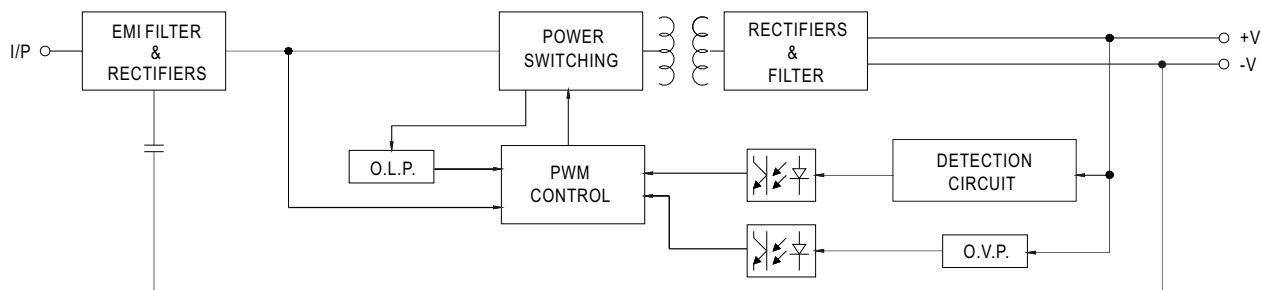 I/P
EMI FILTER
&
RECTIFIERS
POWER
SWITCHING
RECTIFIERS
&
FILTER
+V
-V
O.L.P.
PWM
CONTROL
DETECTION
CIRCUIT
O.V.P.